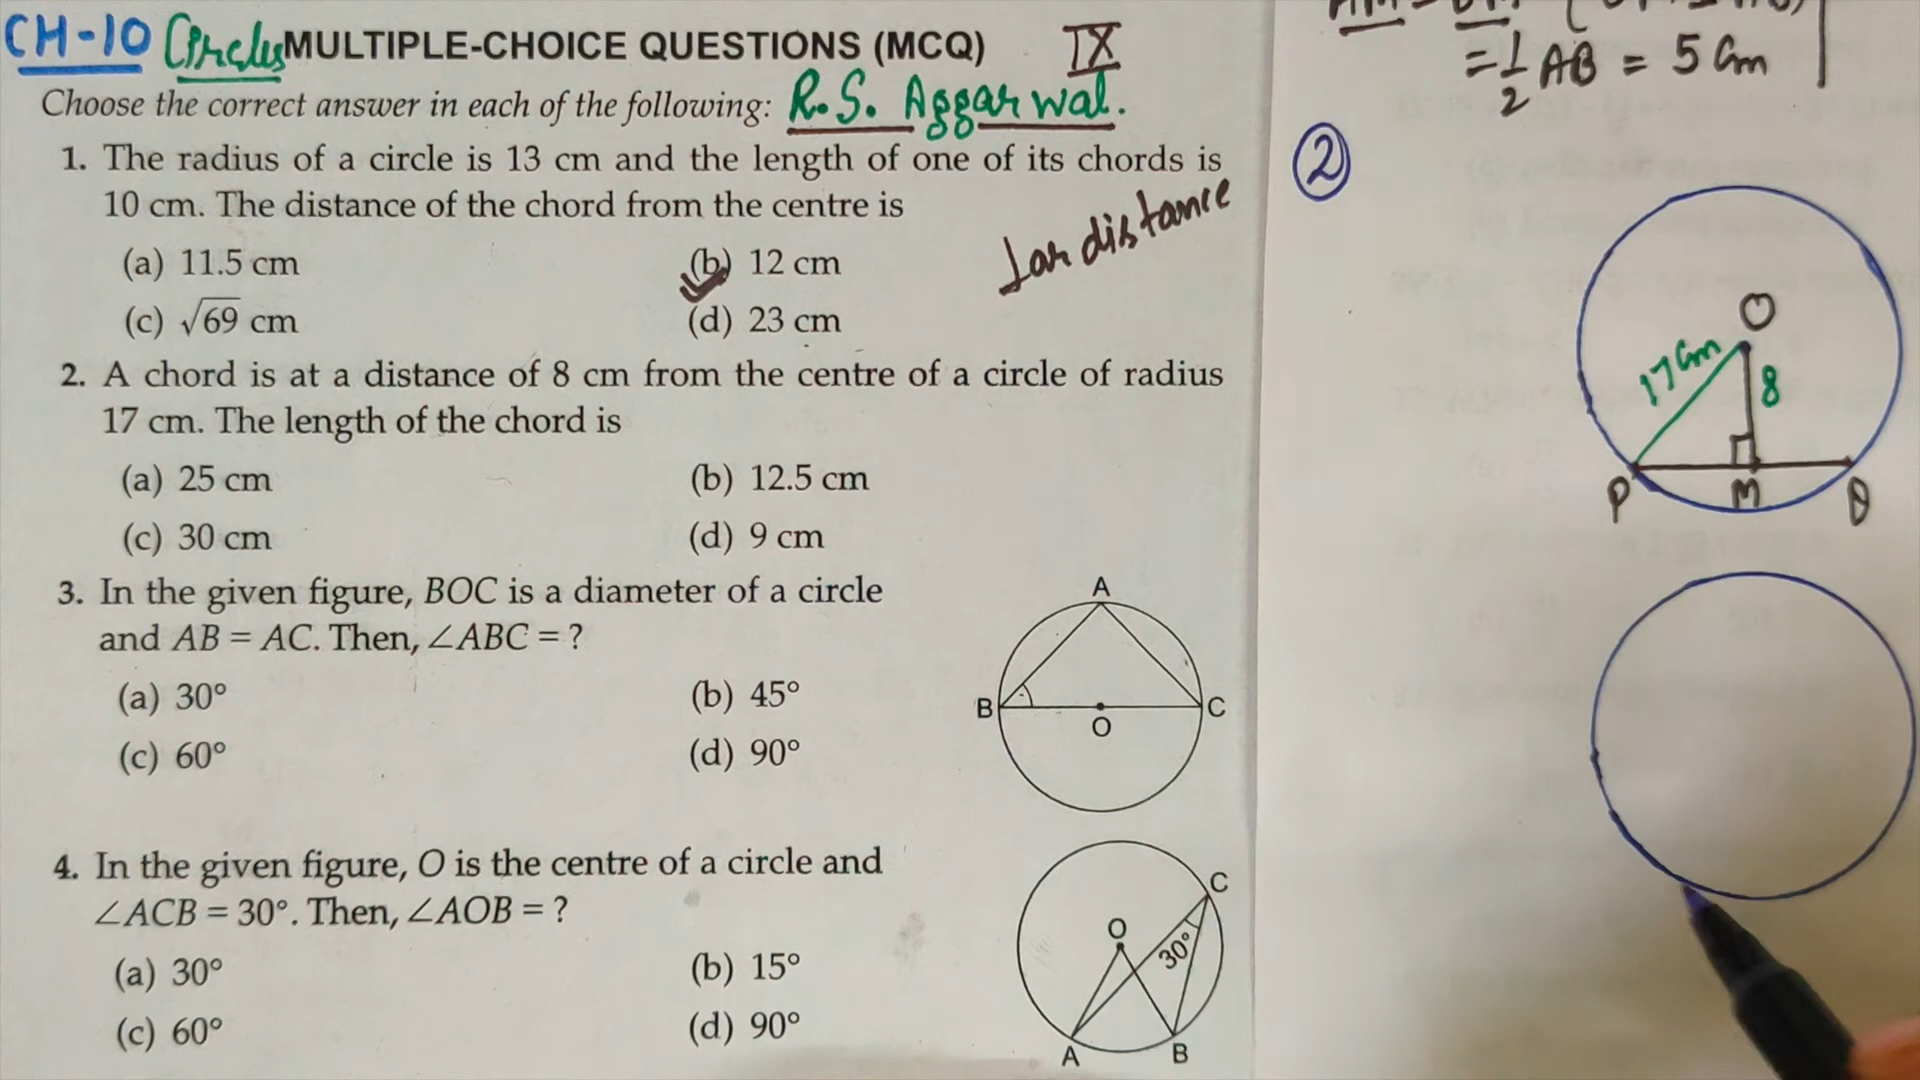 CH-10 Circles MULTIPLE-CHOICE QUESTIONS (MCQ) IX
Choose the correct answer in each of the following: R.S. Aggarwal.
1. The radius of a circle is 13 cm and the length of one of its chords is
10 cm. The distance of the chord from the centre is
(a) 11.5 cm (b) 12 cm
(c) √69 cm (d) 23 cm
⊥ar distance
2. A chord is at a distance of 8 cm from the centre of a circle of radius
17 cm. The length of the chord is
(a) 25 cm (b) 12.5 cm
(c) 30 cm (d) 9 cm
3. In the given figure, BOC is a diameter of a circle
and AB = AC. Then, ∠ABC = ?
(a) 30° (b) 45°
(c) 60° (d) 90°
A
B C
O
4. In the given figure, O is the centre of a circle and
∠ACB = 30°. Then, ∠AOB = ?
(a) 30° (b) 15°
(c) 60° (d) 90°
C
O
30°
A B
= 1/2 AB = 5 cm
②
O
17 cm 8
P M Q